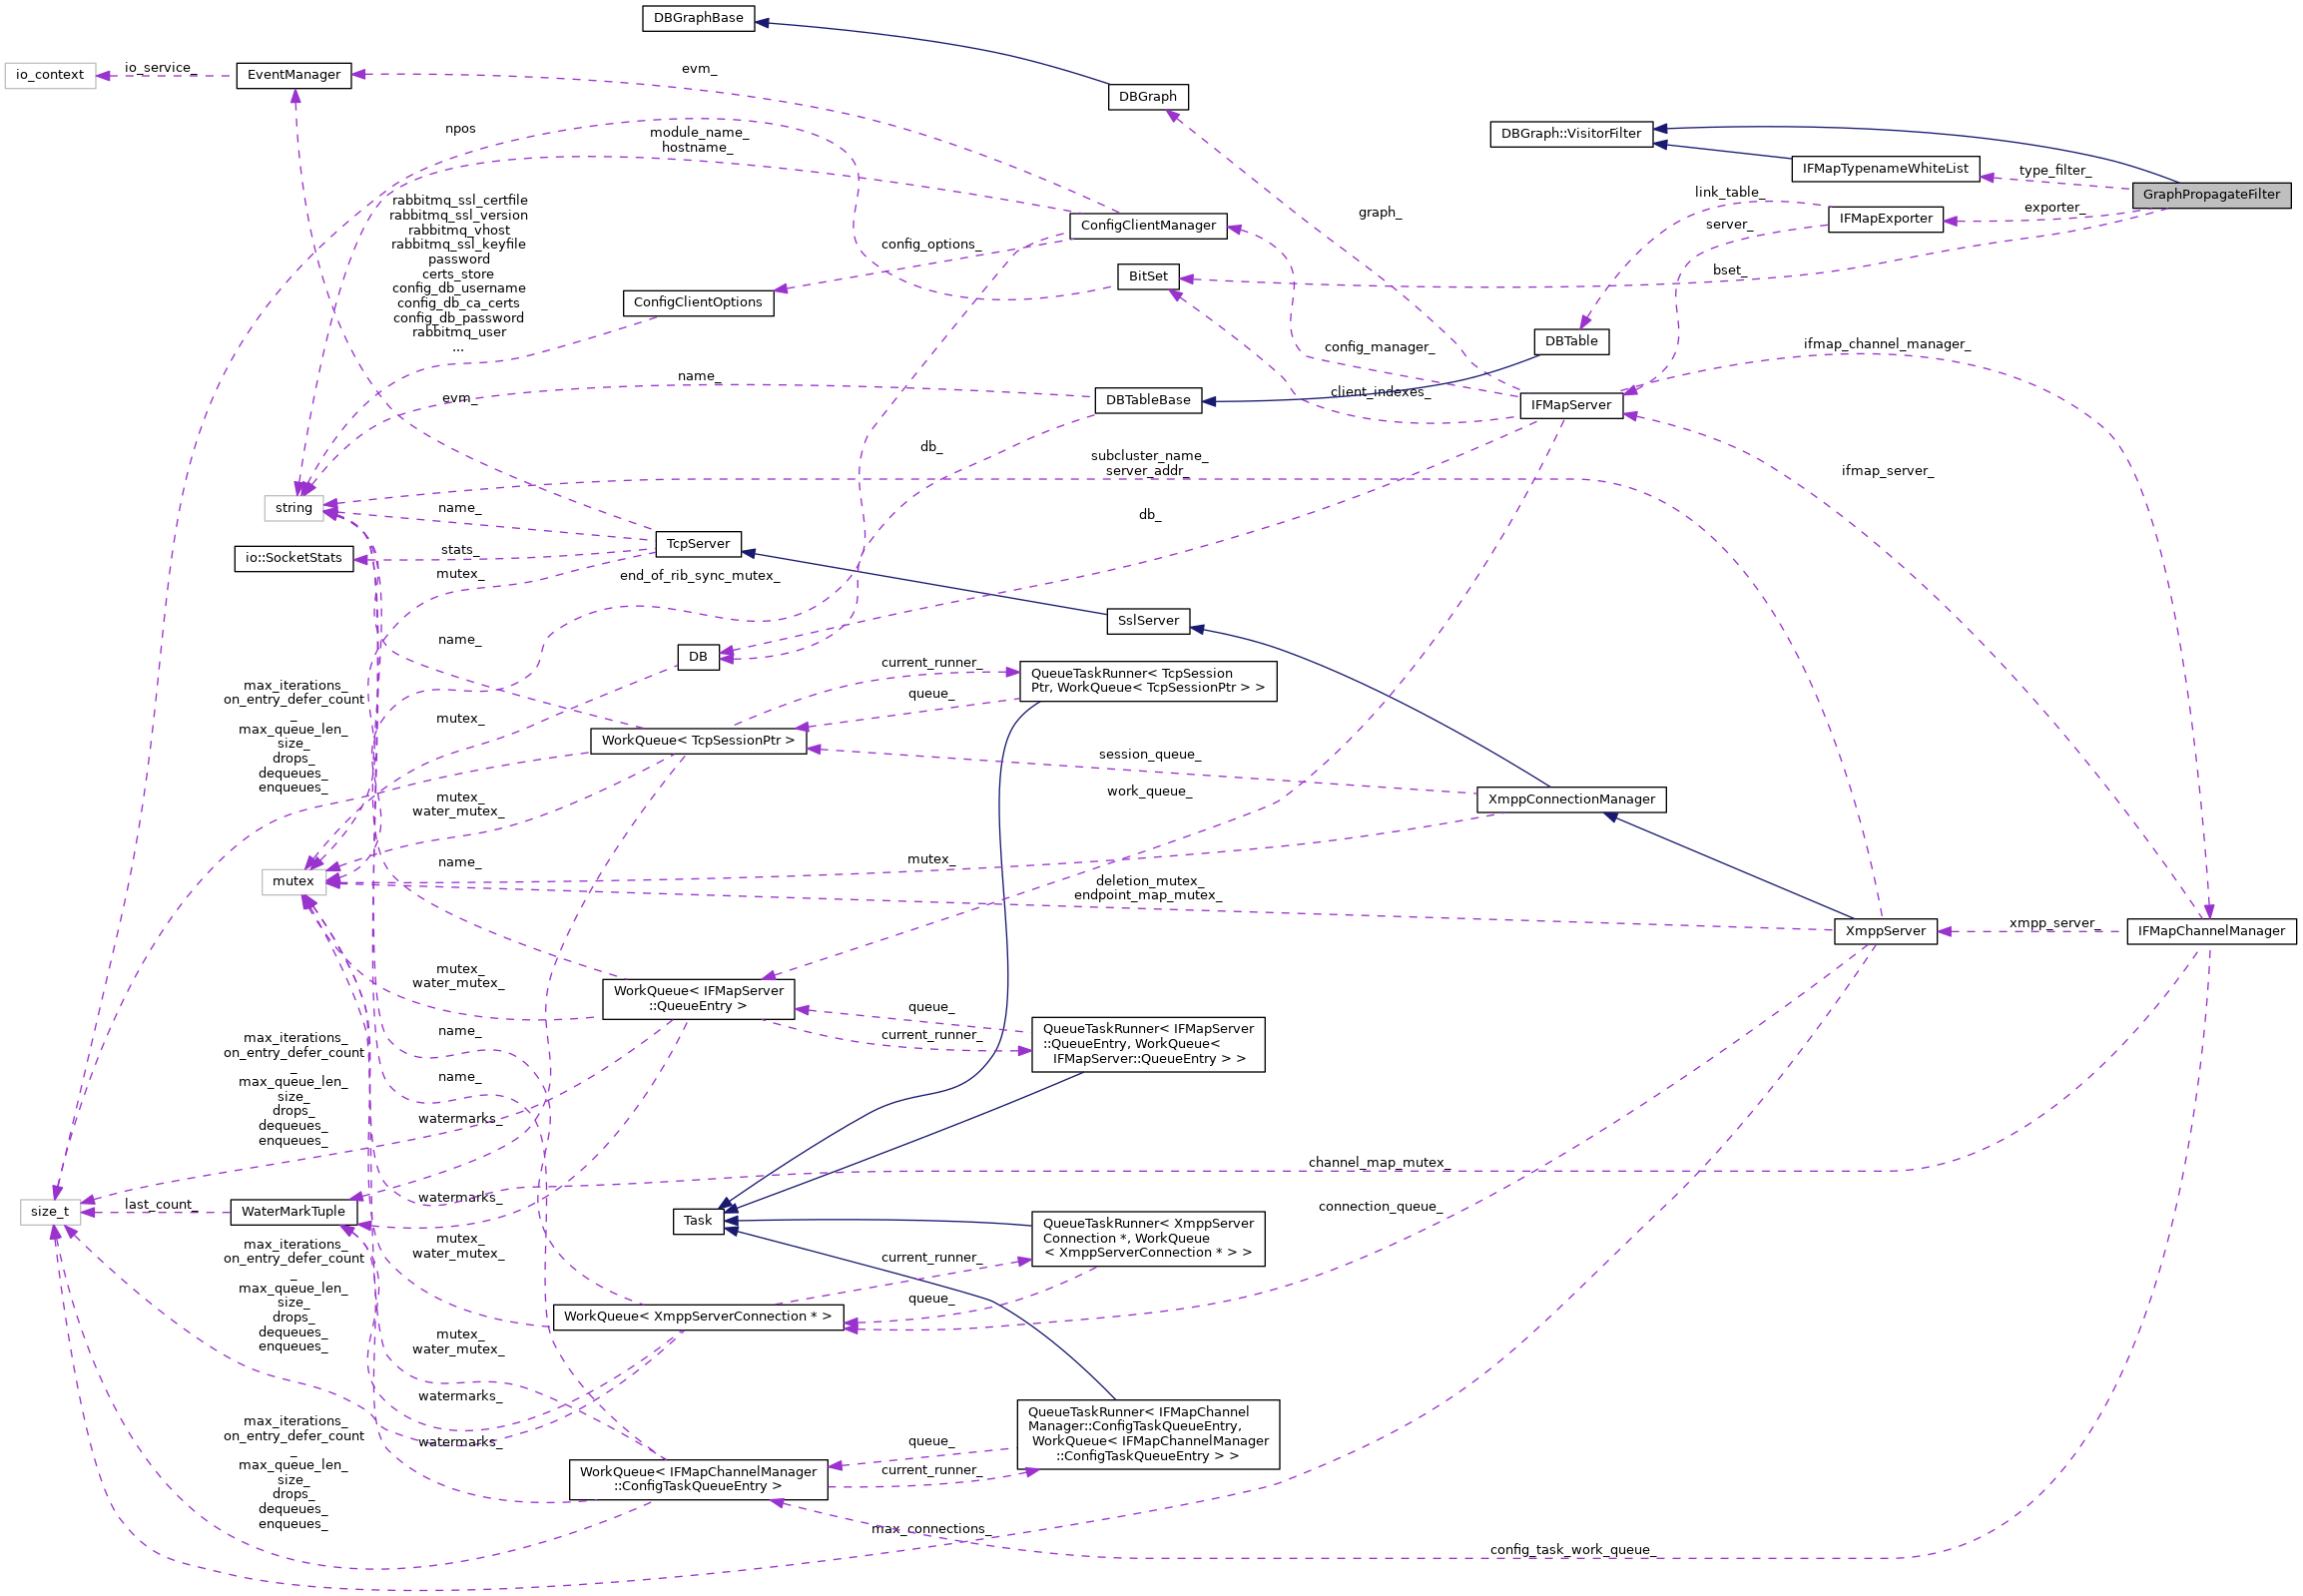 DBGraphBase
io_context
io_service_
EventManager
evm_
DBGraph
npos
module_name_
hostname_
DBGraph::VisitorFilter
IFMapTypenameWhiteList
type_filter_
GraphPropagateFilter
link_table_
IFMapExporter
exporter_
server_
graph_
rabbitmq_ssl_certfile
rabbitmq_ssl_version
rabbitmq_vhost
rabbitmq_ssl_keyfile
password
certs_store
config_db_username
config_db_ca_certs
config_db_password
rabbitmq_user
...
ConfigClientManager
config_options_
BitSet
bset_
ConfigClientOptions
DBTable
config_manager_
ifmap_channel_manager_
name_
evm_
DBTableBase
client_indexes_
IFMapServer
db_
subcluster_name_
server_addr_
ifmap_server_
string
name_
db_
TcpServer
io::SocketStats
stats_
mutex_
end_of_rib_sync_mutex_
SslServer
name_
DB
current_runner_
QueueTaskRunner< TcpSession
Ptr, WorkQueue< TcpSessionPtr > >
queue_
max_iterations_
on_entry_defer_count
_
max_queue_len_
size_
drops_
dequeues_
enqueues_
mutex_
WorkQueue< TcpSessionPtr >
session_queue_
work_queue_
XmppConnectionManager
mutex_
water_mutex_
name_
mutex_
mutex
deletion_mutex_
endpoint_map_mutex_
XmppServer
xmpp_server_
IFMapChannelManager
mutex_
water_mutex_
WorkQueue< IFMapServer
::QueueEntry >
queue_
current_runner_
QueueTaskRunner< IFMapServer
::QueueEntry, WorkQueue<
IFMapServer::QueueEntry > >
name_
max_iterations_
on_entry_defer_count
_
max_queue_len_
size_
drops_
dequeues_
enqueues_
name_
watermarks_
channel_map_mutex_
size_t
last_count_
WaterMarkTuple
watermarks_
Task
connection_queue_
QueueTaskRunner< XmppServer
Connection *, WorkQueue
< XmppServerConnection * > >
mutex_
water_mutex_
max_iterations_
on_entry_defer_count
_
max_queue_len_
size_
drops_
dequeues_
enqueues_
current_runner_
queue_
WorkQueue< XmppServerConnection * >
mutex_
water_mutex_
watermarks_
max_iterations_
on_entry_defer_count
_
max_queue_len_
size_
drops_
dequeues_
enqueues_
watermarks_
WorkQueue< IFMapChannelManager
::ConfigTaskQueueEntry >
queue_
current_runner_
QueueTaskRunner< IFMapChannel
Manager::ConfigTaskQueueEntry,
WorkQueue< IFMapChannelManager
::ConfigTaskQueueEntry > >
max_connections_
config_task_work_queue_